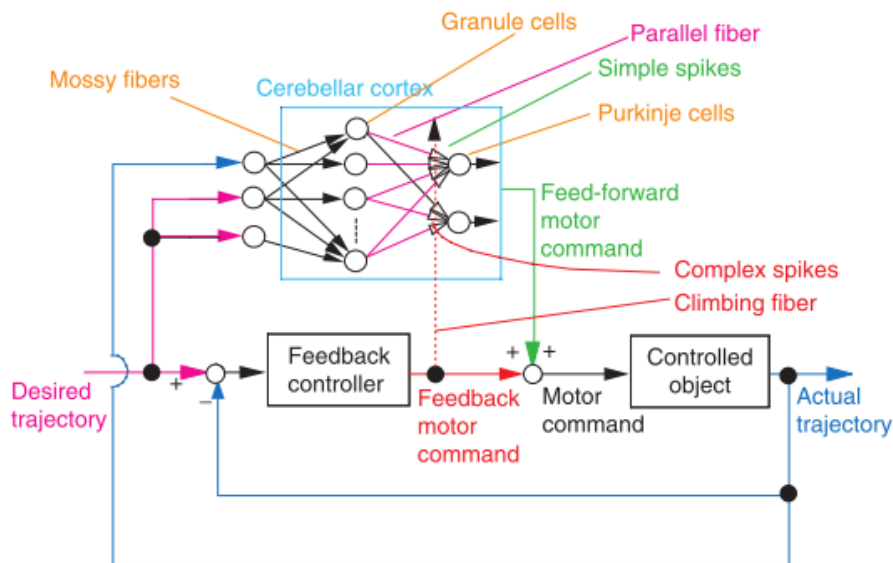 Granule cells
Parallel fiber
Mossy fibers
Simple spikes
Cerebellar cortex
Purkinje cells
Feed-forward
motor
command
Complex spikes
Climbing fiber
Feedback
controller
+ +
Controlled
object
+
−
Desired
trajectory
Feedback
motor
command
Motor
command
Actual
trajectory